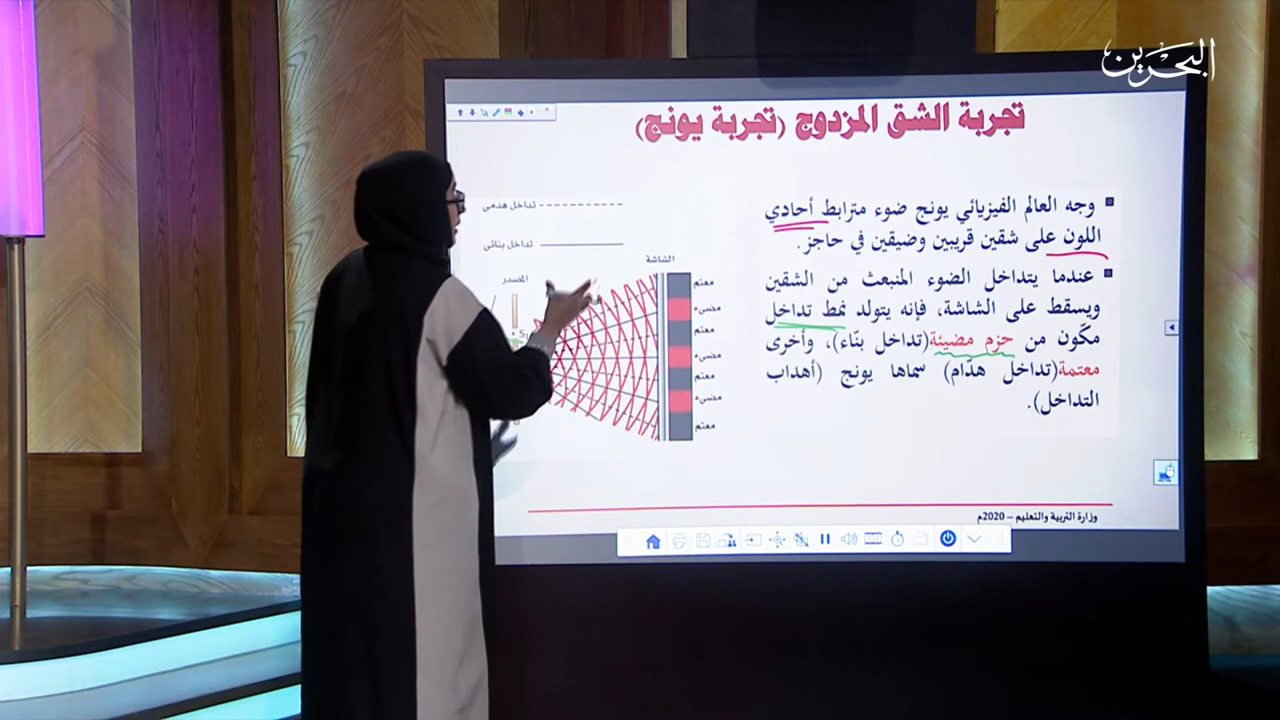 البحرين
تجربة الشق المزدوج (تجربة يونج)
وجه العالم الفيزيائي يونج ضوء مترابط أحادي
اللون على شقين قريبين وضيقين في حاجز.
عندما يتداخل الضوء المنبعث من الشقين
ويسقط على الشاشة، فإنه يتولد نمط تداخل
مكّون من حزم مضيئة(تداخل بنّاء)، وأخرى
معتمة(تداخل هدّام) سماها يونج (أهداب
التداخل).
تداخل هدمي
تداخل بنائي
الشاشة
المصدر
معتم
مضيء
معتم
مضيء
معتم
مضيء
معتم
وزارة التربية والتعليم – 2020م